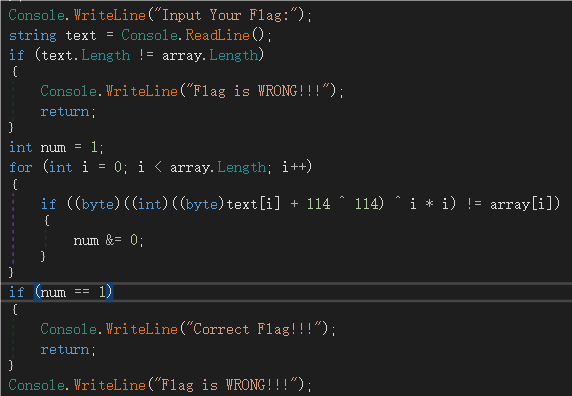 Console.WriteLine("Input Your Flag:");
string text = Console.ReadLine();
if (text.Length != array.Length)
{
Console.WriteLine("Flag is WRONG!!!");
return;
}
int num = 1;
for (int i = 0; i < array.Length; i++)
{
if ((byte)((int)((byte)text[i] + 114 ^ 114) ^ i * i) != array[i])
{
num &= 0;
}
}
if (num == 1)
{
Console.WriteLine("Correct Flag!!!");
return;
}
Console.WriteLine("Flag is WRONG!!!");